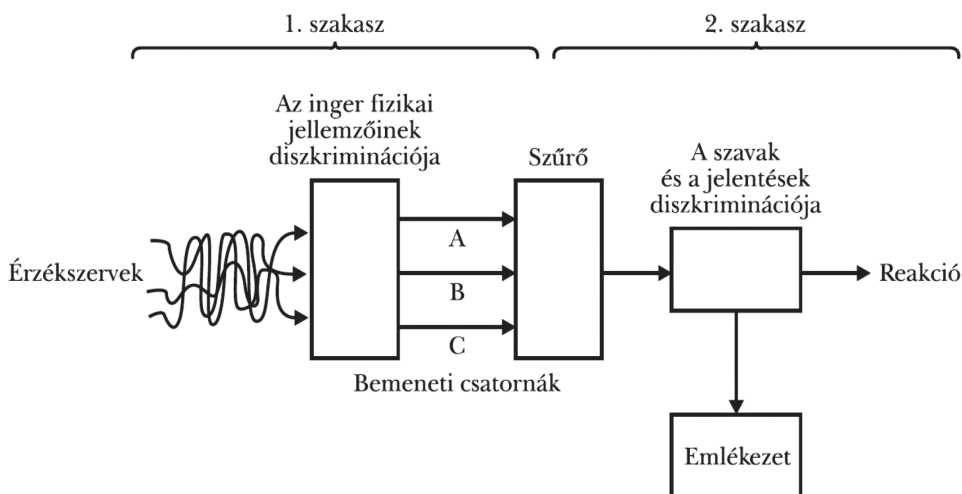 1. szakasz
2. szakasz
Az inger fizikai
jellemzőinek
diszkriminációja
Szűrő
A szavak
és a jelentések
diszkriminációja
Érzékszervek
A
B
C
Reakció
Bemeneti csatornák
Emlékezet